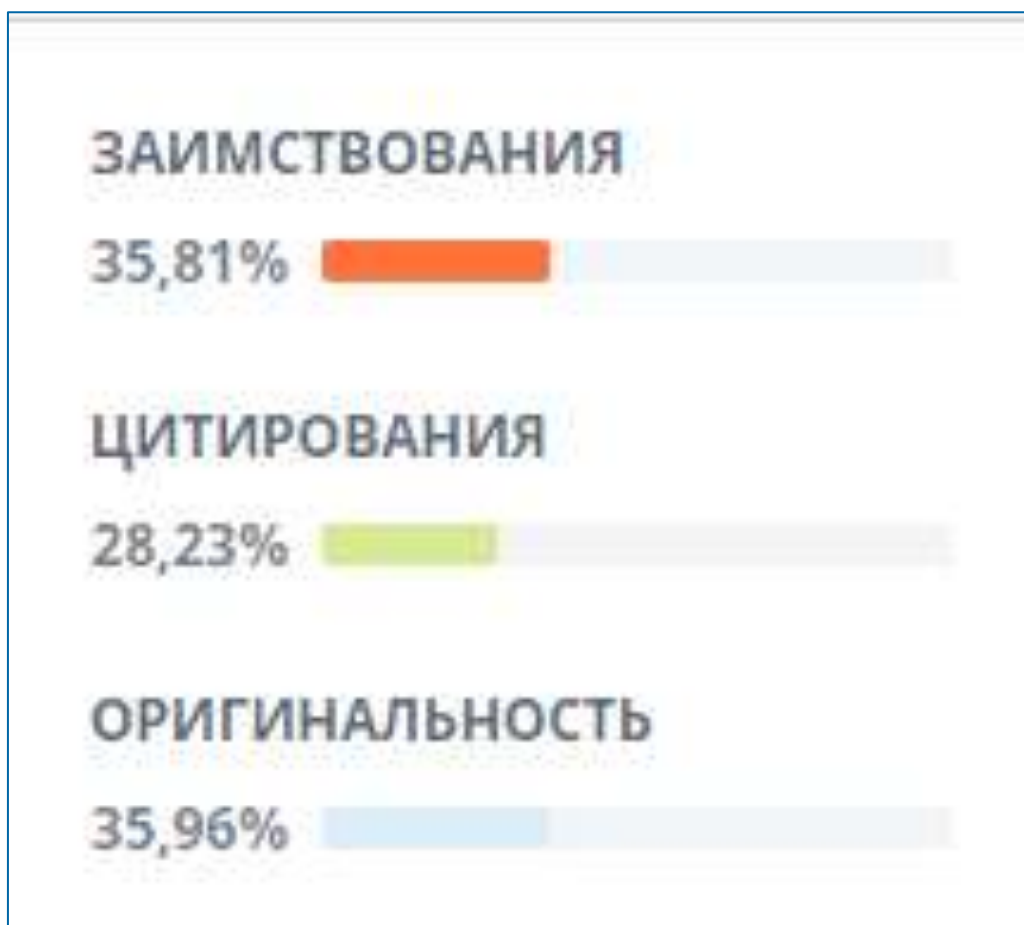 ЗАИМСТВОВАНИЯ
35,81%
ЦИТИРОВАНИЯ
28,23%
ОРИГИНАЛЬНОСТЬ
35,96%